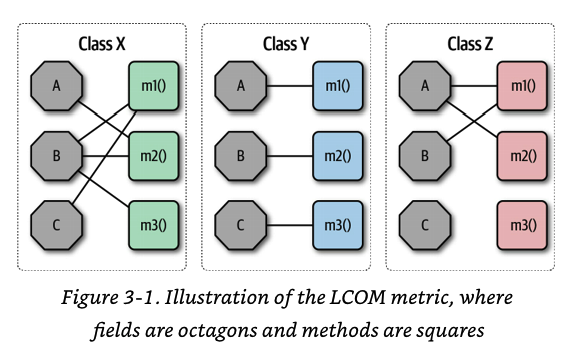 Class X
A
m1()
B
m2()
C
m3()
Class Y
A
m1()
B
m2()
C
m3()
Class Z
A
m1()
B
m2()
C
m3()
Figure 3-1. Illustration of the LCOM metric, where
fields are octagons and methods are squares